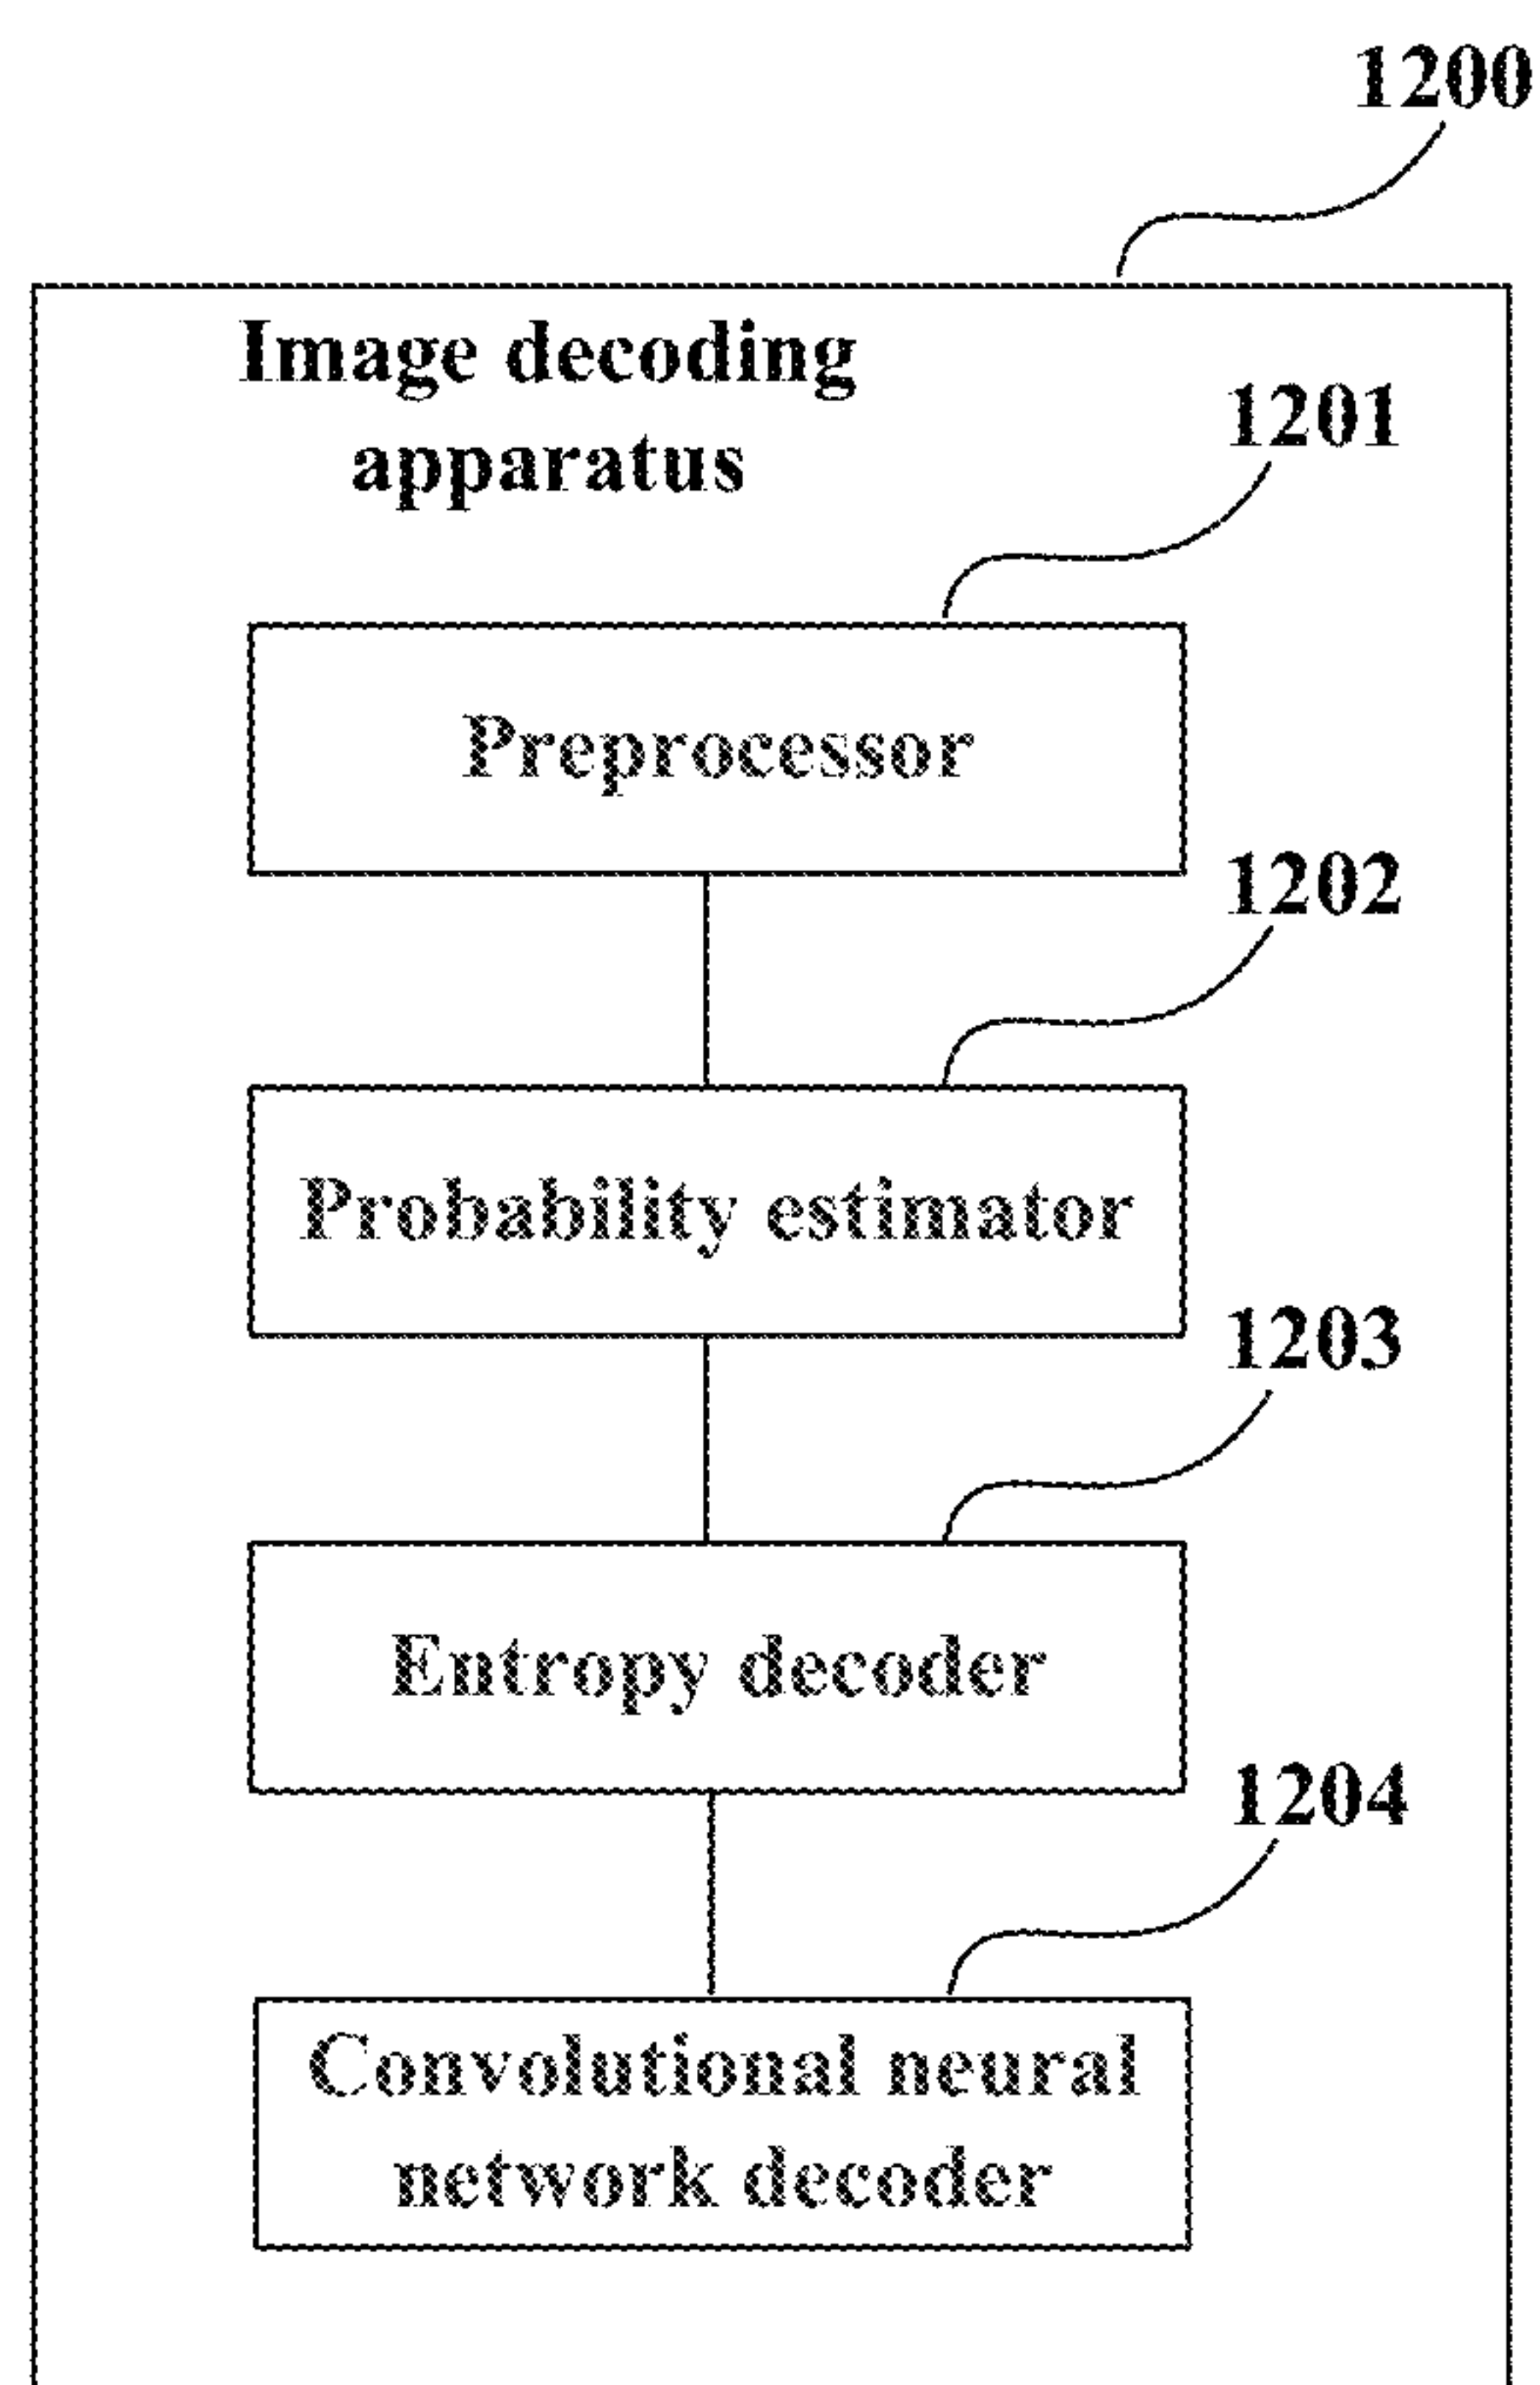 1200
Image decoding
apparatus
1201
Preprocessor
1202
Probability estimator
1203
Entropy decoder
1204
Convolutional neural
network decoder